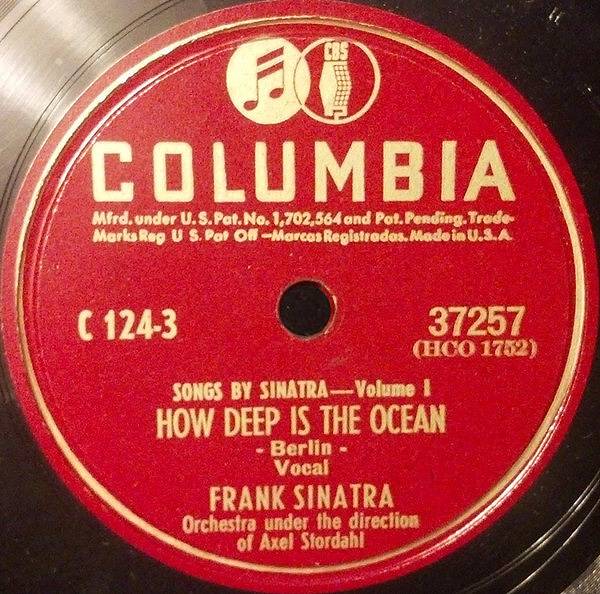 CBS
COLUMBIA
Mfrd. under U.S. Pat. No. 1,702,564 and Pat. Pending. Trade-
Marks Reg U S. Pat Off —Marcas Registradas. Made in U.S.A.
C 124-3
37257
(HCO 1752)
SONGS BY SINATRA—Volume I
HOW DEEP IS THE OCEAN
- Berlin -
Vocal
FRANK SINATRA
Orchestra under the direction
of Axel Stordahl